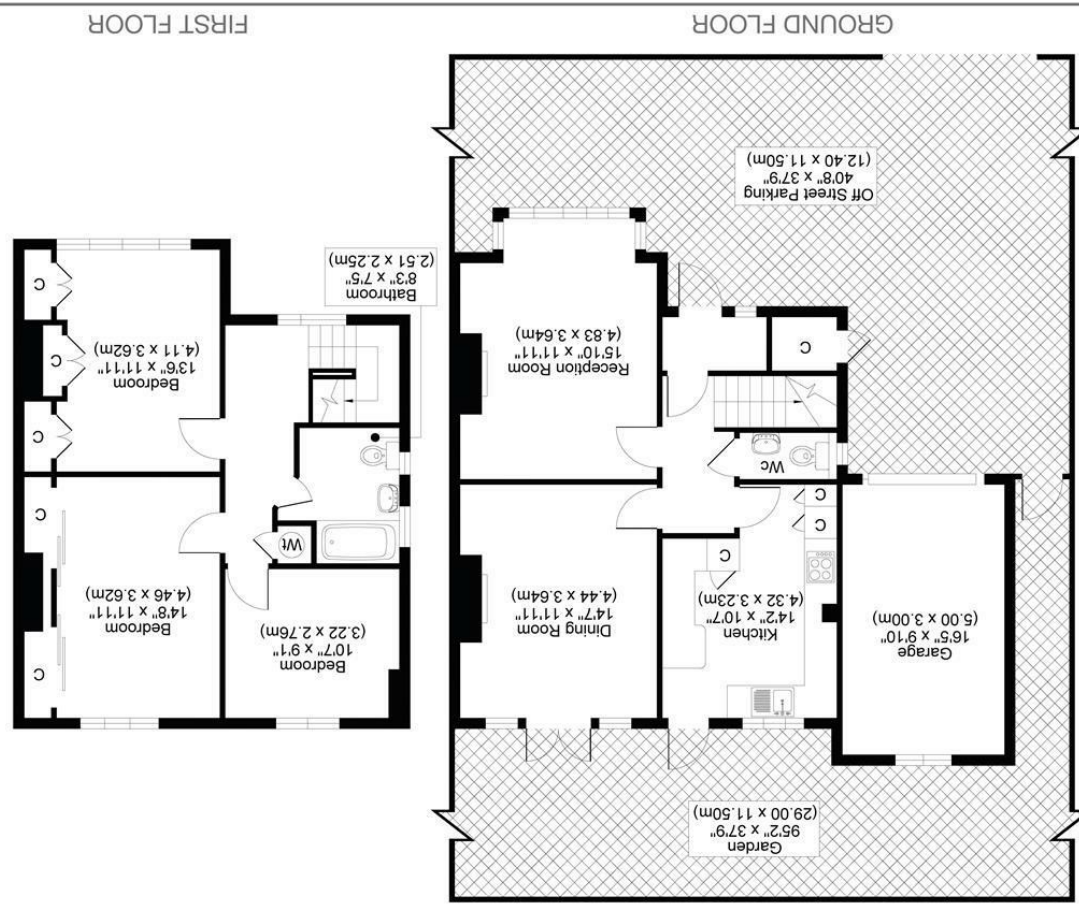 Garden
95'2" x 37'9"
(29.00 x 11.50m)
Garage
16'5" x 9'10"
(5.00 x 3.00m)
Kitchen
14'2" x 10'7"
(4.32 x 3.23m)
C
C
C
Dining Room
14'7" x 11'11"
(4.44 x 3.64m)
Wc
C
Reception Room
15'10" x 11'11"
(4.83 x 3.64m)
Off Street Parking
40'8" x 37'9"
(12.40 x 11.50m)
GROUND FLOOR
Bedroom
10'7" x 9'1"
(3.22 x 2.76m)
Bedroom
14'8" x 11'11"
(4.46 x 3.62m)
C
C
Wt
C
C
C
Bedroom
13'6" x 11'11"
(4.11 x 3.62m)
Bathroom
8'3" x 7'5"
(2.51 x 2.25m)
FIRST FLOOR